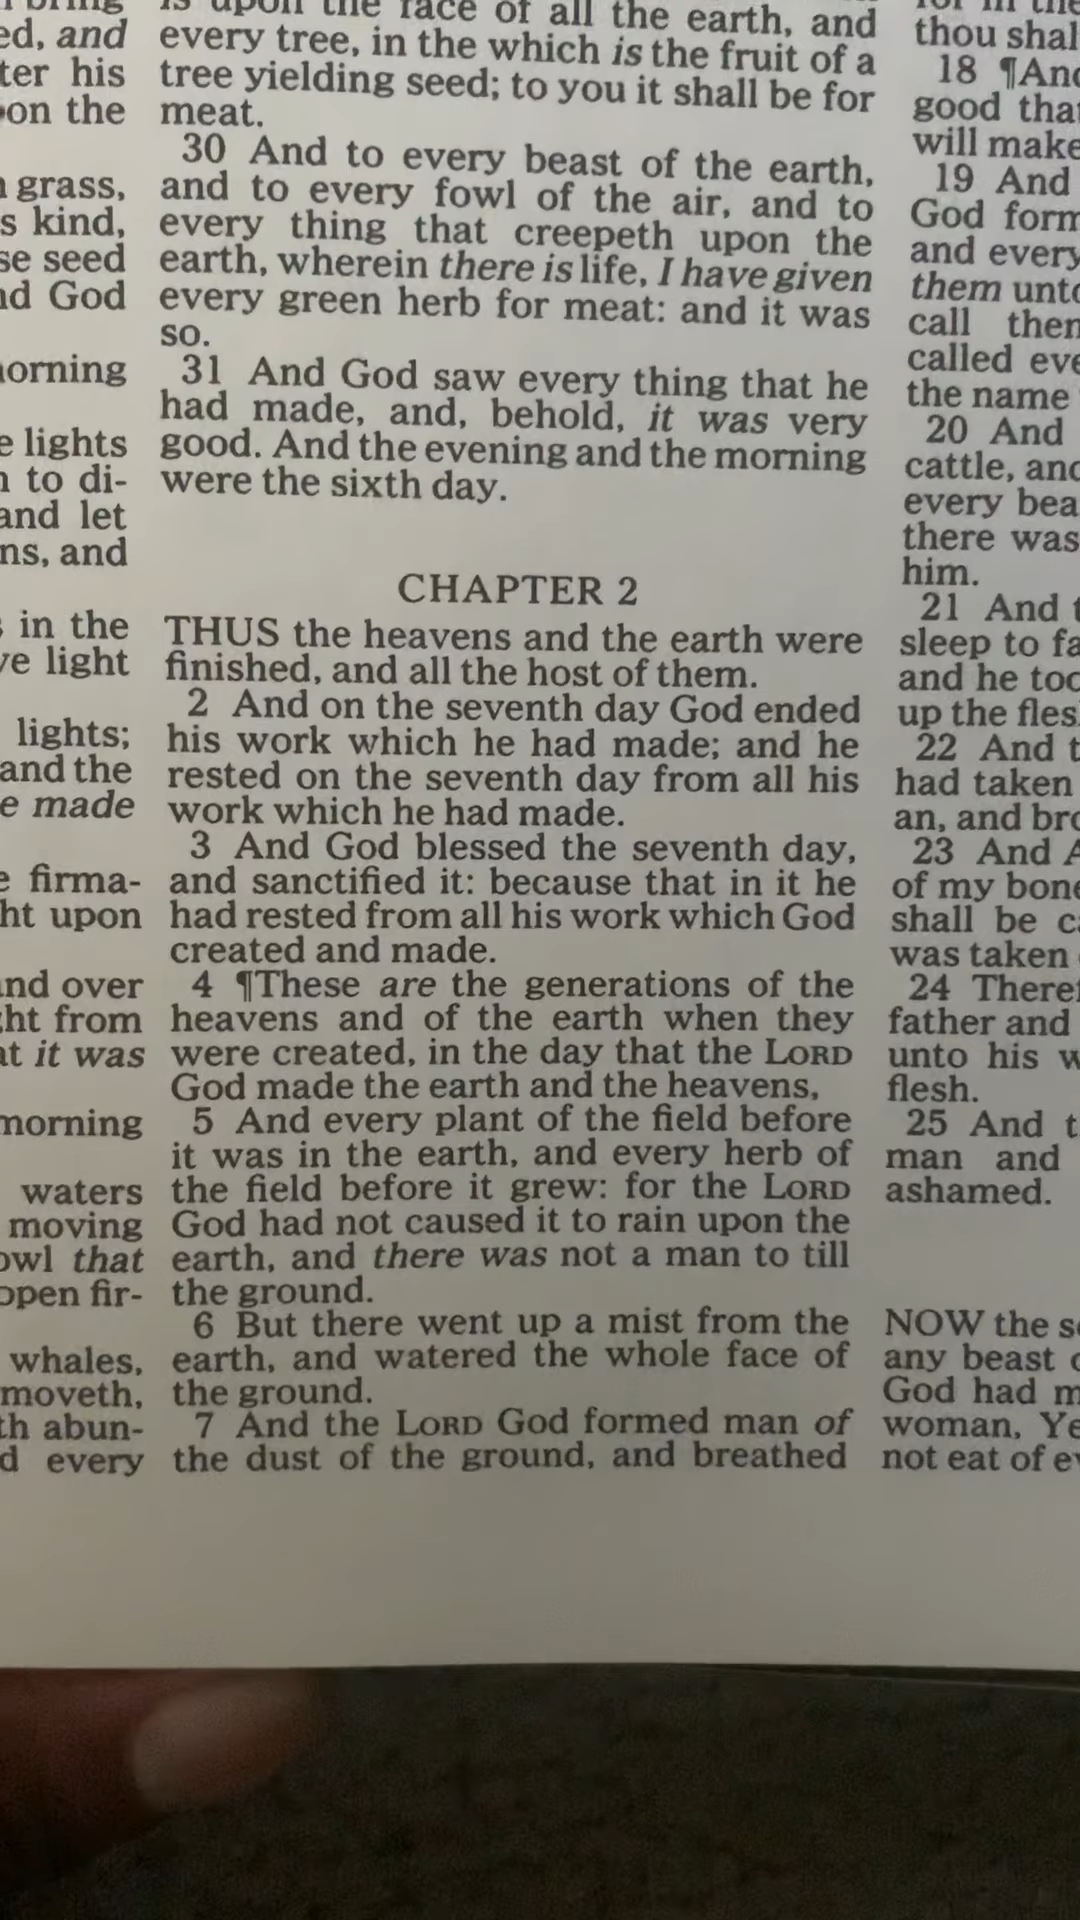 ed, and
ter his
on the
grass,
s kind,
se seed
nd God
morning
e lights
n to di-
and let
ns, and
s in the
ve light
lights;
and the
e made
e firma-
ht upon
nd over
ght from
at it was
morning
waters
moving
owl that
open fir-
whales,
moveth,
th abun-
d every
is upon the face of all the earth, and
every tree, in the which is the fruit of a
tree yielding seed; to you it shall be for
meat.
30 And to every beast of the earth,
and to every fowl of the air, and to
every thing that creepeth upon the
earth, wherein there is life, I have given
every green herb for meat: and it was
so.
31 And God saw every thing that he
had made, and, behold, it was very
good. And the evening and the morning
were the sixth day.
CHAPTER 2
THUS the heavens and the earth were
finished, and all the host of them.
2 And on the seventh day God ended
his work which he had made; and he
rested on the seventh day from all his
work which he had made.
3 And God blessed the seventh day,
and sanctified it: because that in it he
had rested from all his work which God
created and made.
4 ¶These are the generations of the
heavens and of the earth when they
were created, in the day that the LORD
God made the earth and the heavens,
5 And every plant of the field before
it was in the earth, and every herb of
the field before it grew: for the LORD
God had not caused it to rain upon the
earth, and there was not a man to till
the ground.
6 But there went up a mist from the
earth, and watered the whole face of
the ground.
7 And the LORD God formed man of
the dust of the ground, and breathed
thou shal
18 ¶And
good that
will make
19 And
God form
and every
them unto
call them
called eve
the name
20 And
cattle, and
every bea
there was
him.
21 And t
sleep to fa
and he too
up the fles
22 And t
had taken
an, and bro
23 And A
of my bone
shall be ca
was taken
24 Theref
father and
unto his w
flesh.
25 And t
man and
ashamed.
NOW the se
any beast o
God had m
woman, Ye
not eat of ev